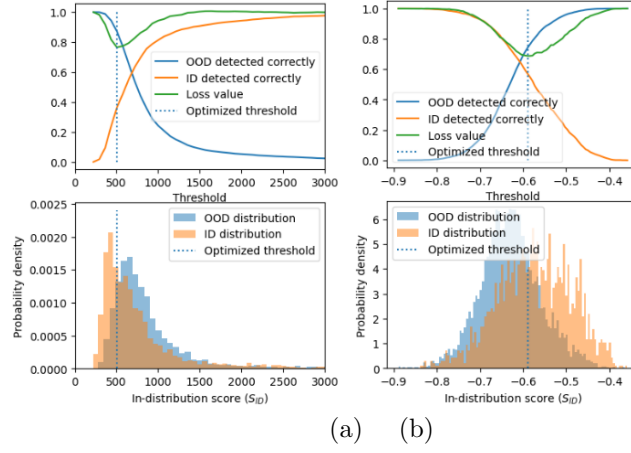 1.0
0.8
0.6
0.4
0.2
0.0
OOD detected correctly
ID detected correctly
Loss value
Optimized threshold
0 500 1000 1500 2000 2500 3000
Threshold
1.0
0.8
0.6
0.4
0.2
0.0
OOD detected correctly
ID detected correctly
Loss value
Optimized threshold
−0.9 −0.8 −0.7 −0.6 −0.5 −0.4
Threshold
Probability density
0.0025
0.0020
0.0015
0.0010
0.0005
0.0000
OOD distribution
ID distribution
Optimized threshold
0 500 1000 1500 2000 2500 3000
In-distribution score (S_ID)
Probability density
6
5
4
3
2
1
0
OOD distribution
ID distribution
Optimized threshold
−0.9 −0.8 −0.7 −0.6 −0.5 −0.4
In-distribution score (S_ID)
(a) (b)